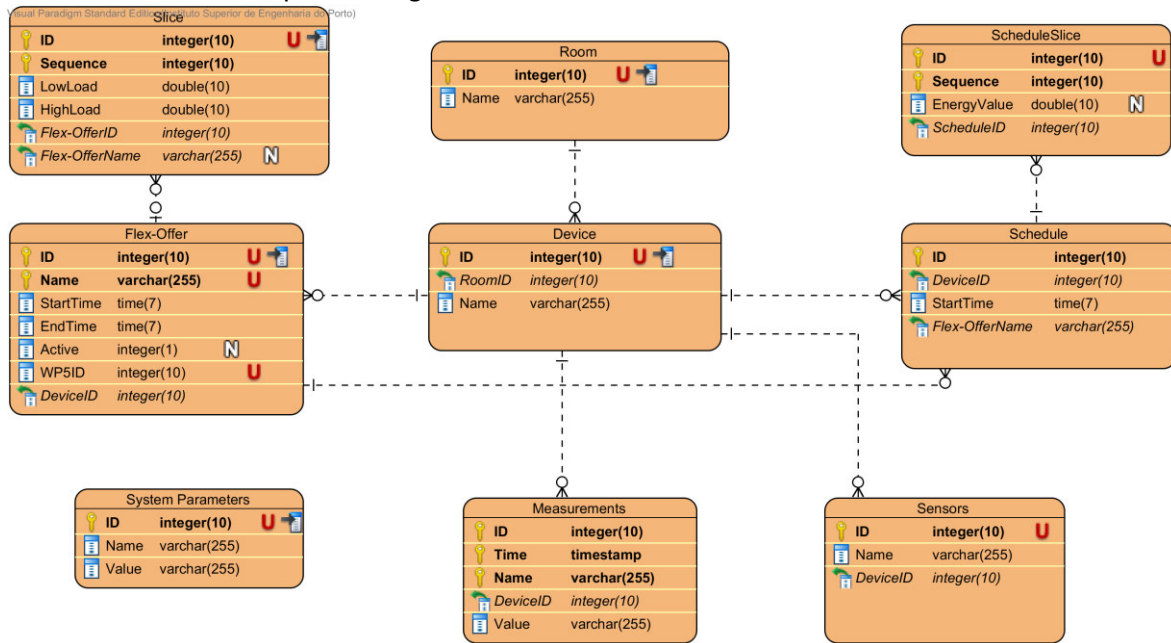 Visual Paradigm Standard Edition(Instituto Superior de Engenharia do Porto)
Slice
ID integer(10) U
Sequence integer(10)
LowLoad double(10)
HighLoad double(10)
Flex-OfferID integer(10)
Flex-OfferName varchar(255) N
Room
ID integer(10) U
Name varchar(255)
ScheduleSlice
ID integer(10) U
Sequence integer(10)
EnergyValue double(10) N
ScheduleID integer(10)
Flex-Offer
ID integer(10) U
Name varchar(255) U
StartTime time(7)
EndTime time(7)
Active integer(1) N
WP5ID integer(10) U
DeviceID integer(10)
Device
ID integer(10) U
RoomID integer(10)
Name varchar(255)
Schedule
ID integer(10)
DeviceID integer(10)
StartTime time(7)
Flex-OfferName varchar(255)
System Parameters
ID integer(10) U
Name varchar(255)
Value varchar(255)
Measurements
ID integer(10)
Time timestamp
Name varchar(255)
DeviceID integer(10)
Value varchar(255)
Sensors
ID integer(10) U
Name varchar(255)
DeviceID integer(10)